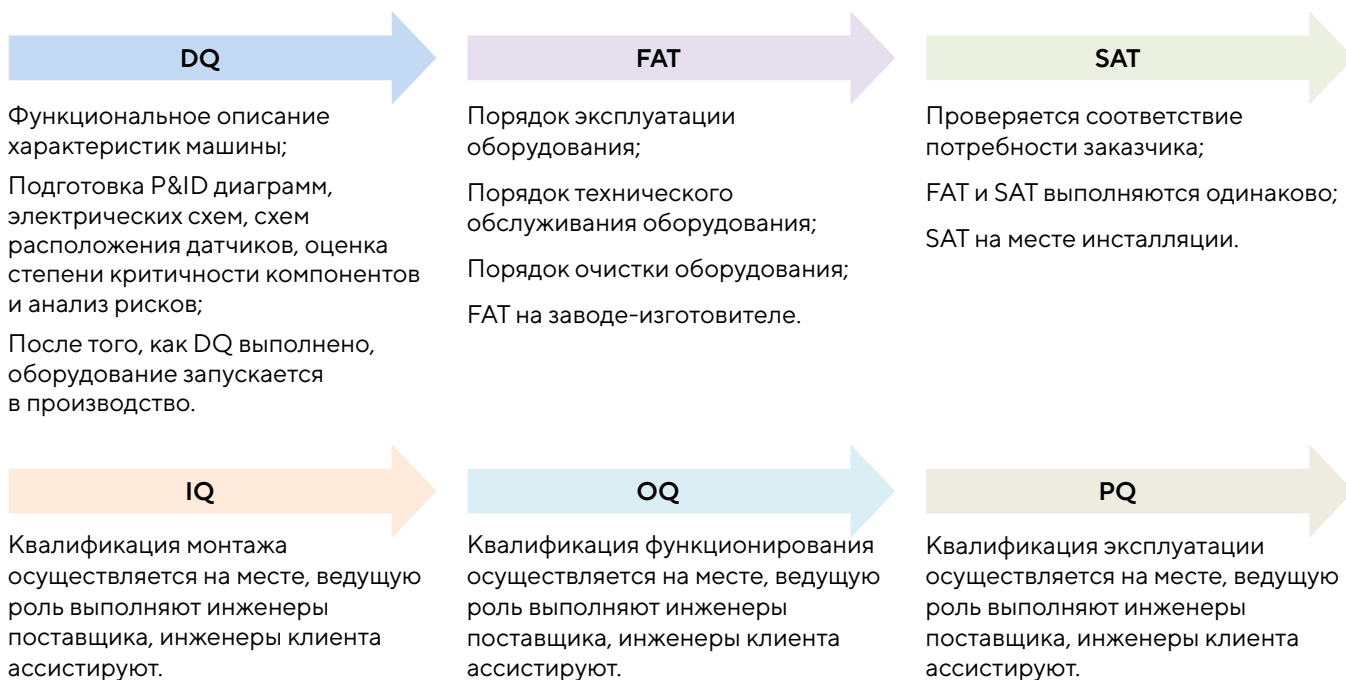 DQ
Функциональное описание
характеристик машины;
Подготовка P&ID диаграмм,
электрических схем, схем
расположения датчиков, оценка
степени критичности компонентов
и анализ рисков;
После того, как DQ выполнено,
оборудование запускается
в производство.
FAT
Порядок эксплуатации
оборудования;
Порядок технического
обслуживания оборудования;
Порядок очистки оборудования;
FAT на заводе-изготовителе.
SAT
Проверяется соответствие
потребности заказчика;
FAT и SAT выполняются одинаково;
SAT на месте инсталляции.
IQ
Квалификация монтажа
осуществляется на месте, ведущую
роль выполняют инженеры
поставщика, инженеры клиента
ассистируют.
OQ
Квалификация функционирования
осуществляется на месте, ведущую
роль выполняют инженеры
поставщика, инженеры клиента
ассистируют.
PQ
Квалификация эксплуатации
осуществляется на месте, ведущую
роль выполняют инженеры
поставщика, инженеры клиента
ассистируют.